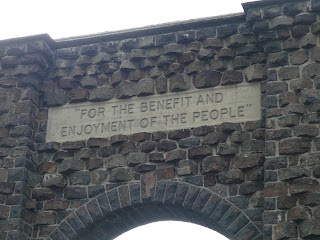 "FOR THE BENEFIT AND
ENJOYMENT OF THE PEOPLE"